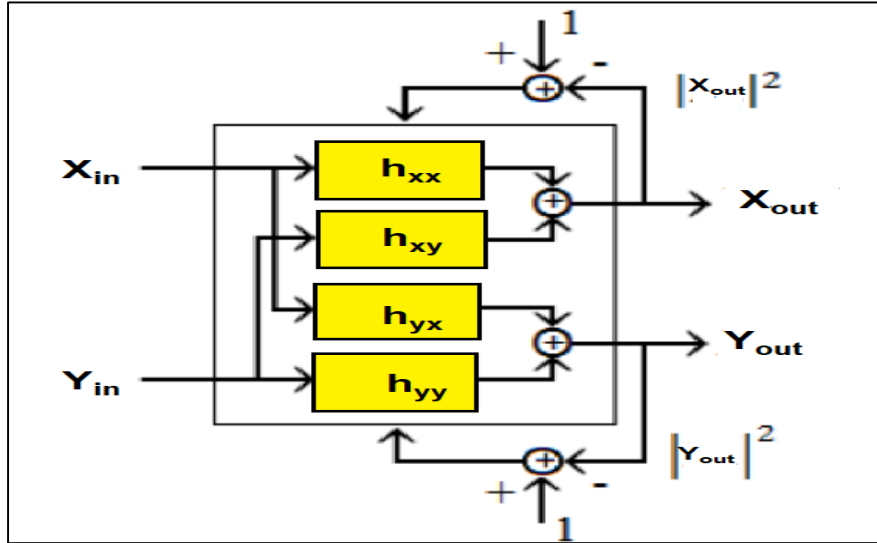 1
+ -
|Xout|²
Xin hxx
Xout
hxy
hyx
Yout
Yin hyy
|Yout|²
+ -
1